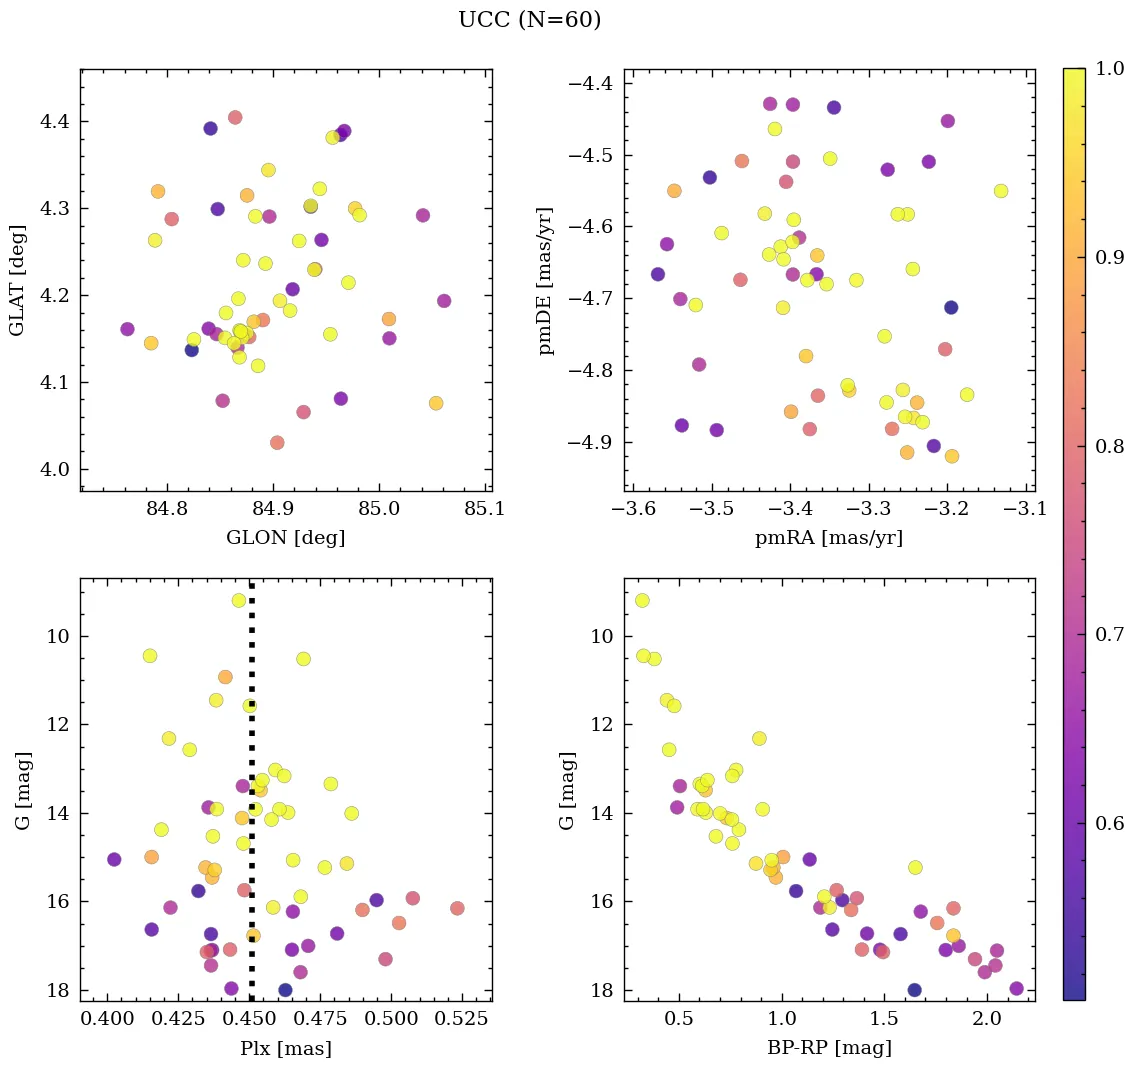 UCC (N=60)
4.4
4.3
4.2
4.1
4.0
GLAT [deg]
84.8 84.9 85.0 85.1
GLON [deg]
−4.4
−4.5
−4.6
−4.7
−4.8
−4.9
pmDE [mas/yr]
−3.6 −3.5 −3.4 −3.3 −3.2 −3.1
pmRA [mas/yr]
1.0
0.9
0.8
0.7
0.6
10
12
14
16
18
G [mag]
0.400 0.425 0.450 0.475 0.500 0.525
Plx [mas]
10
12
14
16
18
G [mag]
0.5 1.0 1.5 2.0
BP-RP [mag]